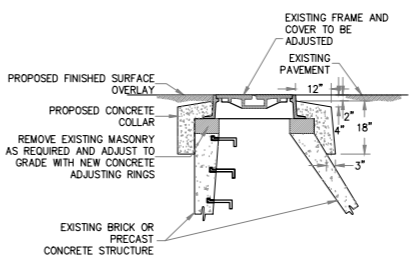 EXISTING FRAME AND
COVER TO BE
ADJUSTED
EXISTING
PAVEMENT
PROPOSED FINISHED SURFACE
OVERLAY
12"
PROPOSED CONCRETE
COLLAR
2"
4"
18"
REMOVE EXISTING MASONRY
AS REQUIRED AND ADJUST TO
GRADE WITH NEW CONCRETE
ADJUSTING RINGS
3"
EXISTING BRICK OR
PRECAST
CONCRETE STRUCTURE